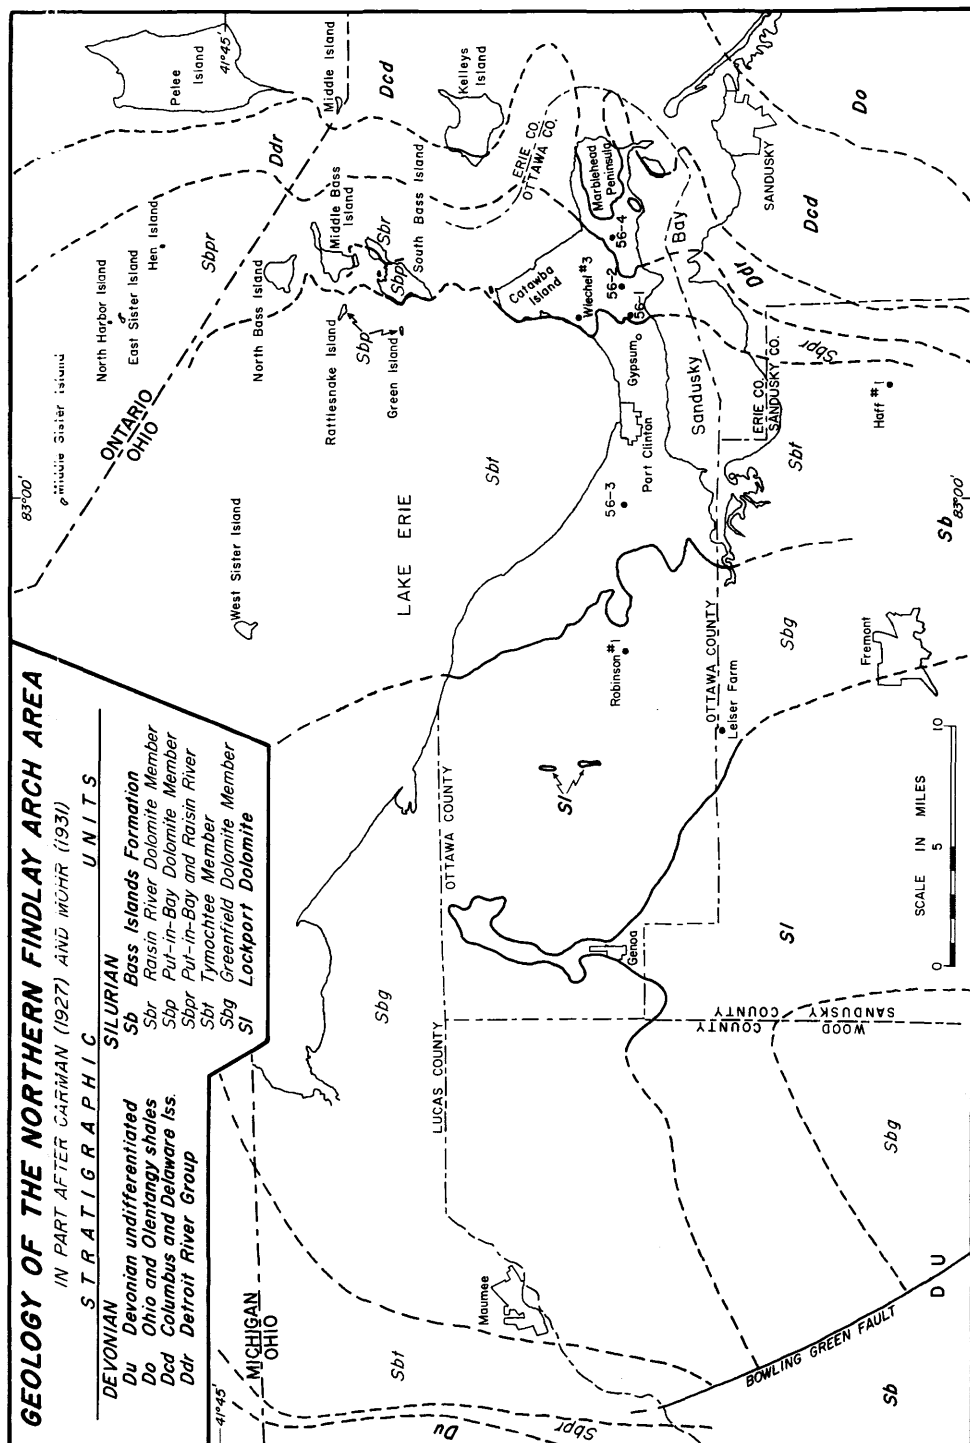 GEOLOGY OF THE NORTHERN FINDLAY ARCH AREA
IN PART AFTER CARMAN (1927) AND MOHR (1931)
STRATIGRAPHIC UNITS
DEVONIAN
Du Devonian undifferentiated
Do Ohio and Olentangy shales
Dcd Columbus and Delaware lss.
Ddr Detroit River Group
SILURIAN
Sb Bass Islands Formation
Sbr Raisin River Dolomite Member
Sbp Put-in-Bay Dolomite Member
Sbpr Put-in-Bay and Raisin River
Sbt Tymochtee Member
Sbg Greenfield Dolomite Member
Sl Lockport Dolomite
83°00'
Middle Sister Island
North Harbor Island
East Sister Island
Hen Island
Pelee
Island
41°45'
Middle Island
ONTARIO
OHIO
Sbpr
Ddr
Dcd
West Sister Island
North Bass Island
Middle Bass
Island
Rattlesnake Island
Sbp
Green Island
Sbr
Sbp
South Bass Island
Kelleys
Island
LAKE ERIE
Sbt
ERIE CO.
OTTAWA CO.
Catawba
Island
Marblehead
Peninsula
Wiechel #3
56-4
56-2
56-1
Gypsum
Port Clinton
56-3
Robinson #1
Sandusky
Bay
SANDUSKY
Do
Dcd
Ddr
Sbpr
ERIE CO.
SANDUSKY CO.
Haff #1
Sbt
Sb
83°00'
Sbg
Fremont
OTTAWA COUNTY
Leiser Farm
Sl
OTTAWA COUNTY
LUCAS COUNTY
Sbg
Genoa
Sl
SCALE IN MILES
0 5 10
WOOD COUNTY
SANDUSKY COUNTY
Sbg
MICHIGAN
OHIO
41°45'
Maumee
Sbt
Du
Sbpr
BOWLING GREEN FAULT
D U
Sb